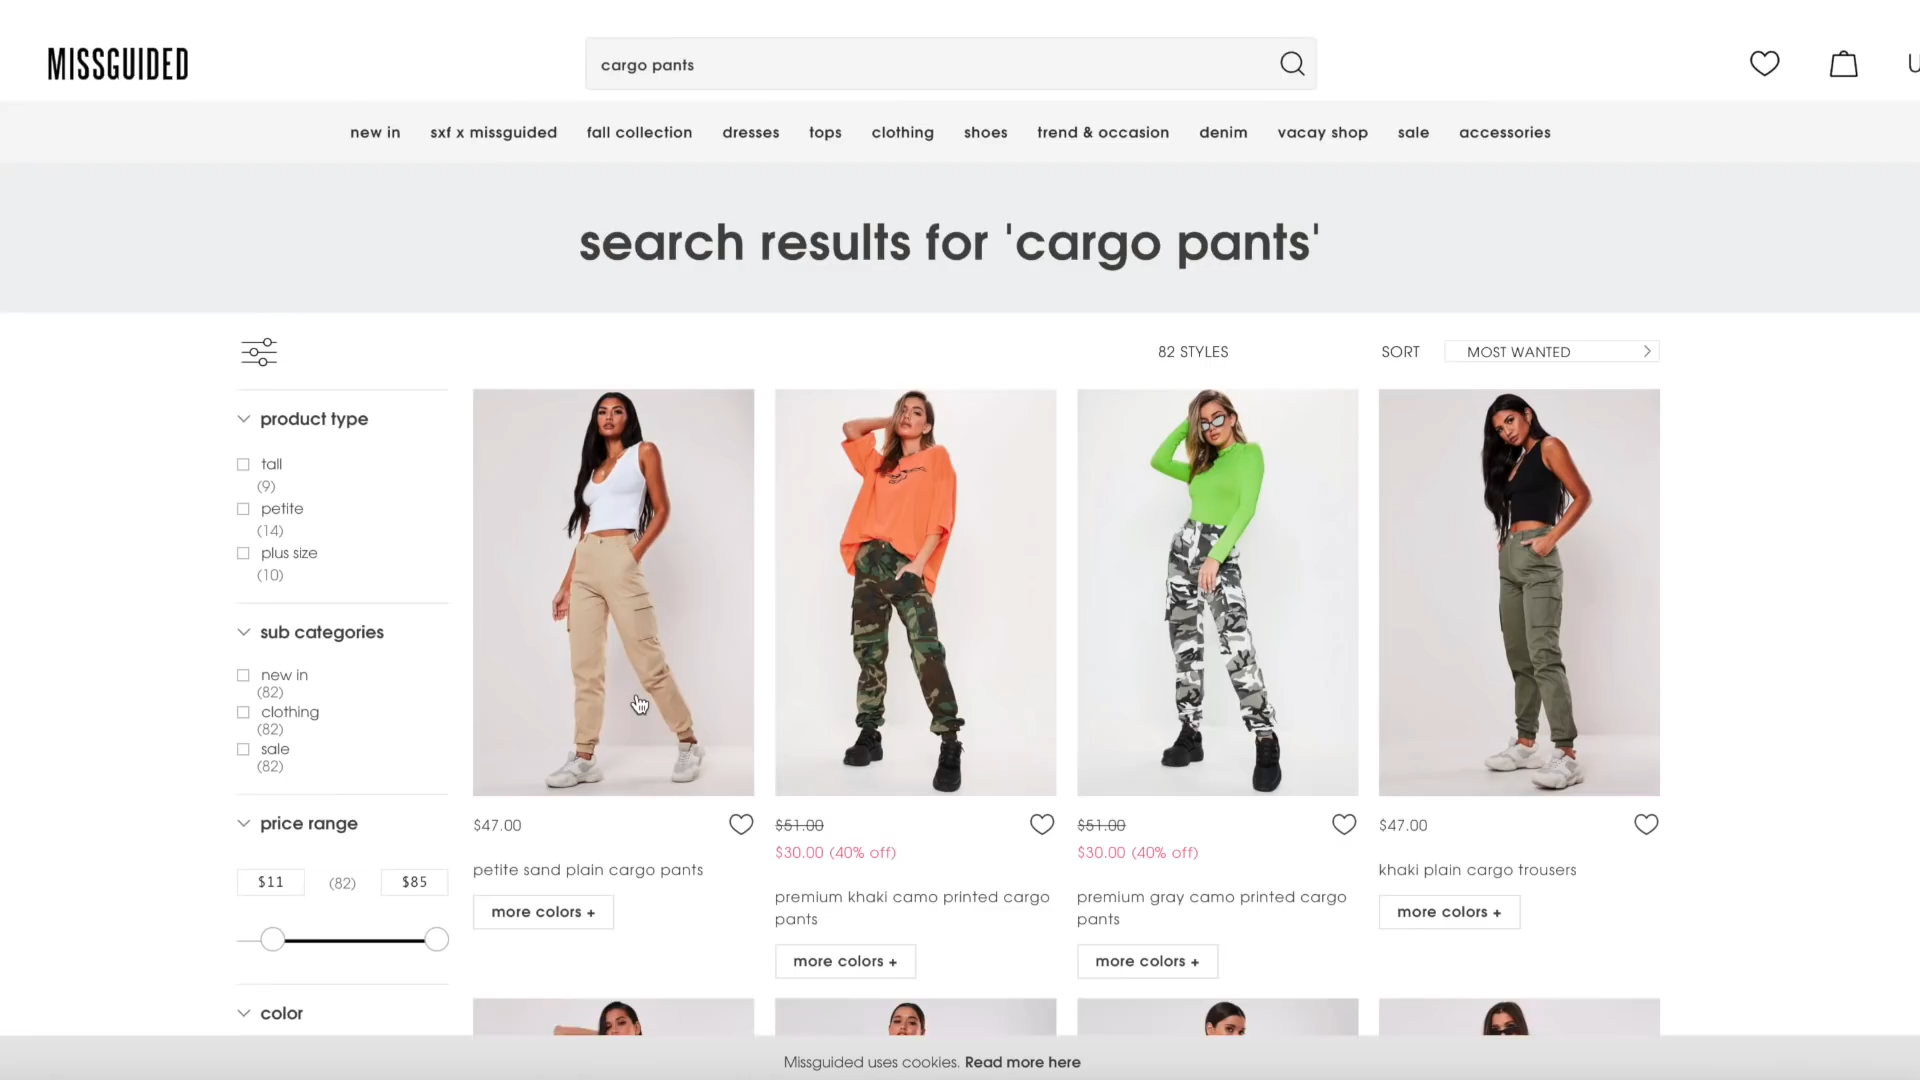 MISSGUIDED
cargo pants
new in sxf x missguided fall collection dresses tops clothing shoes trend & occasion denim vacay shop sale accessories
search results for 'cargo pants'
82 STYLES
SORT MOST WANTED
product type
tall
(9)
petite
(14)
plus size
(10)
sub categories
new in
(82)
clothing
(82)
sale
(82)
price range
$11 (82) $85
color
$47.00
petite sand plain cargo pants
more colors +
$51.00
$30.00 (40% off)
premium khaki camo printed cargo
pants
more colors +
$51.00
$30.00 (40% off)
premium gray camo printed cargo
pants
more colors +
$47.00
khaki plain cargo trousers
more colors +
Missguided uses cookies. Read more here